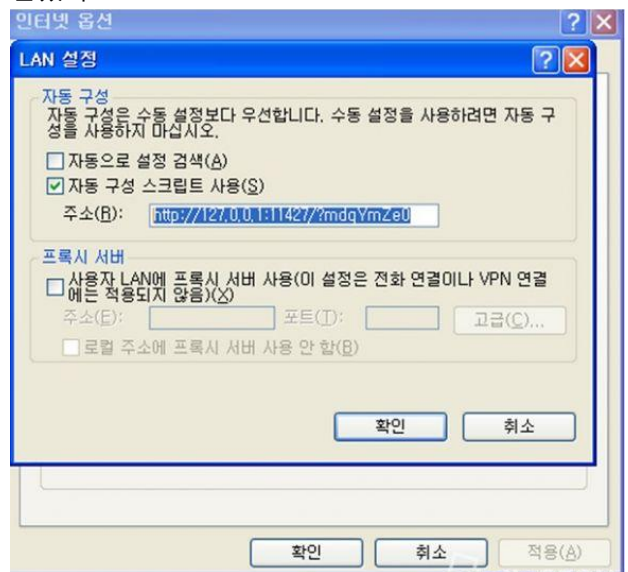 인터넷 옵션
LAN 설정
자동 구성
자동 구성은 수동 설정보다 우선합니다. 수동 설정을 사용하려면 자동 구
성을 사용하지 마십시오.
자동으로 설정 검색(A)
자동 구성 스크립트 사용(S)
주소(R): http://127.0.0.1:11427/?mdqYmZe0
프록시 서버
사용자 LAN에 프록시 서버 사용(이 설정은 전화 연결이나 VPN 연결
에는 적용되지 않음)(X)
주소(E): 포트(T): 고급(C)...
로컬 주소에 프록시 서버 사용 안 함(B)
확인 취소
확인 취소 적용(A)